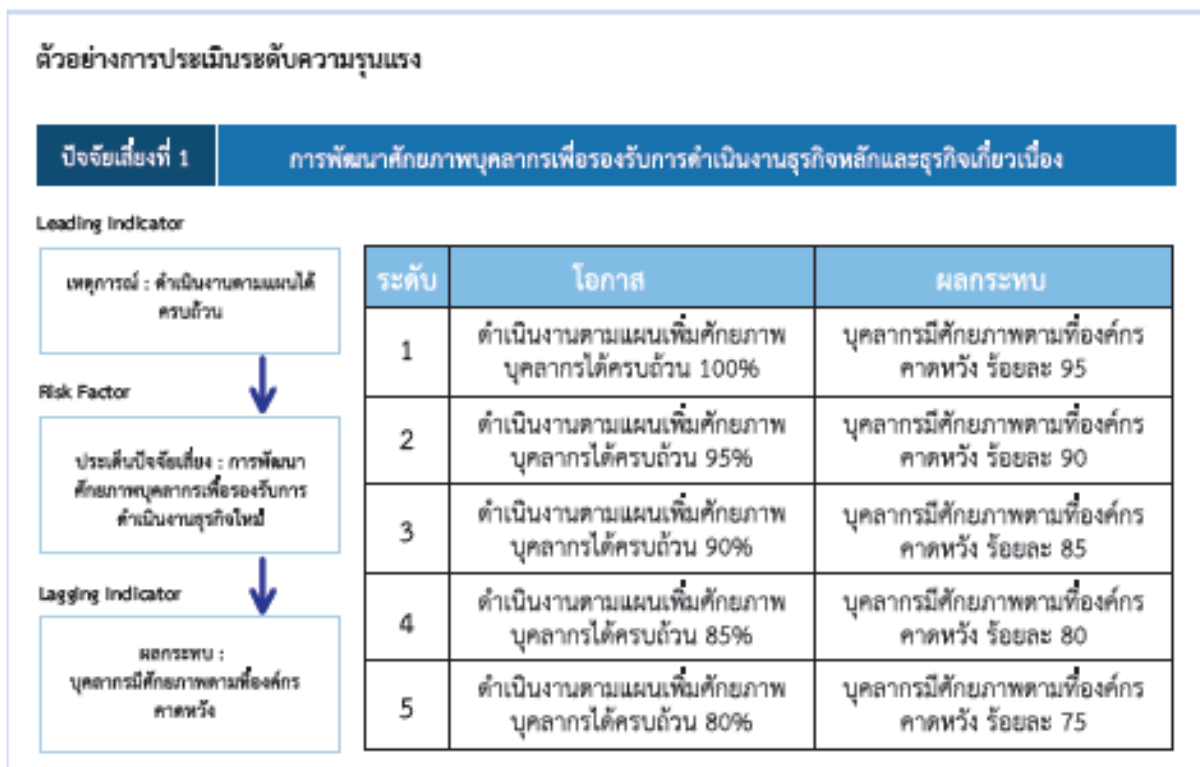 ตัวอย่างการประเมินระดับความรุนแรง
ปัจจัยเสี่ยงที่ 1
การพัฒนาศักยภาพบุคลากรเพื่อรองรับการดำเนินงานธุรกิจหลักและธุรกิจเกี่ยวเนื่อง
Leading Indicator
เหตุการณ์ : ดำเนินงานตามแผนได้
ครบถ้วน
Risk Factor
ประเด็นปัจจัยเสี่ยง : การพัฒนา
ศักยภาพบุคลากรเพื่อรองรับการ
ดำเนินงานธุรกิจใหม่
Lagging Indicator
ผลกระทบ :
บุคลากรมีศักยภาพตามที่องค์กร
คาดหวัง
ระดับ
โอกาส
ผลกระทบ
1
ดำเนินงานตามแผนเพิ่มศักยภาพ
บุคลากรได้ครบถ้วน 100%
บุคลากรมีศักยภาพตามที่องค์กร
คาดหวัง ร้อยละ 95
2
ดำเนินงานตามแผนเพิ่มศักยภาพ
บุคลากรได้ครบถ้วน 95%
บุคลากรมีศักยภาพตามที่องค์กร
คาดหวัง ร้อยละ 90
3
ดำเนินงานตามแผนเพิ่มศักยภาพ
บุคลากรได้ครบถ้วน 90%
บุคลากรมีศักยภาพตามที่องค์กร
คาดหวัง ร้อยละ 85
4
ดำเนินงานตามแผนเพิ่มศักยภาพ
บุคลากรได้ครบถ้วน 85%
บุคลากรมีศักยภาพตามที่องค์กร
คาดหวัง ร้อยละ 80
5
ดำเนินงานตามแผนเพิ่มศักยภาพ
บุคลากรได้ครบถ้วน 80%
บุคลากรมีศักยภาพตามที่องค์กร
คาดหวัง ร้อยละ 75